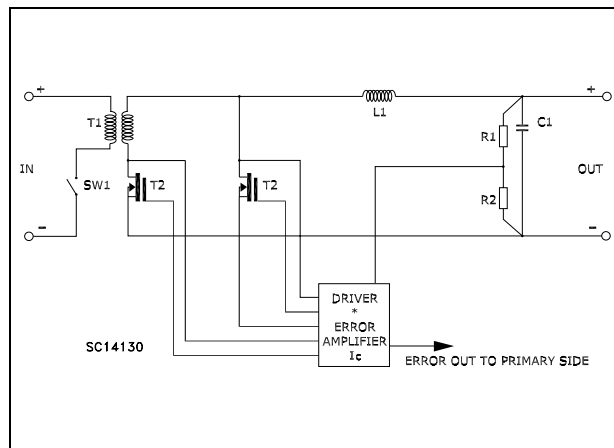 +
+
T1
L1
R1
C1
IN
SW1
T2
T2
OUT
R2
-
-
DRIVER
*
ERROR
AMPLIFIER
Ic
SC14130
ERROR OUT TO PRIMARY SIDE